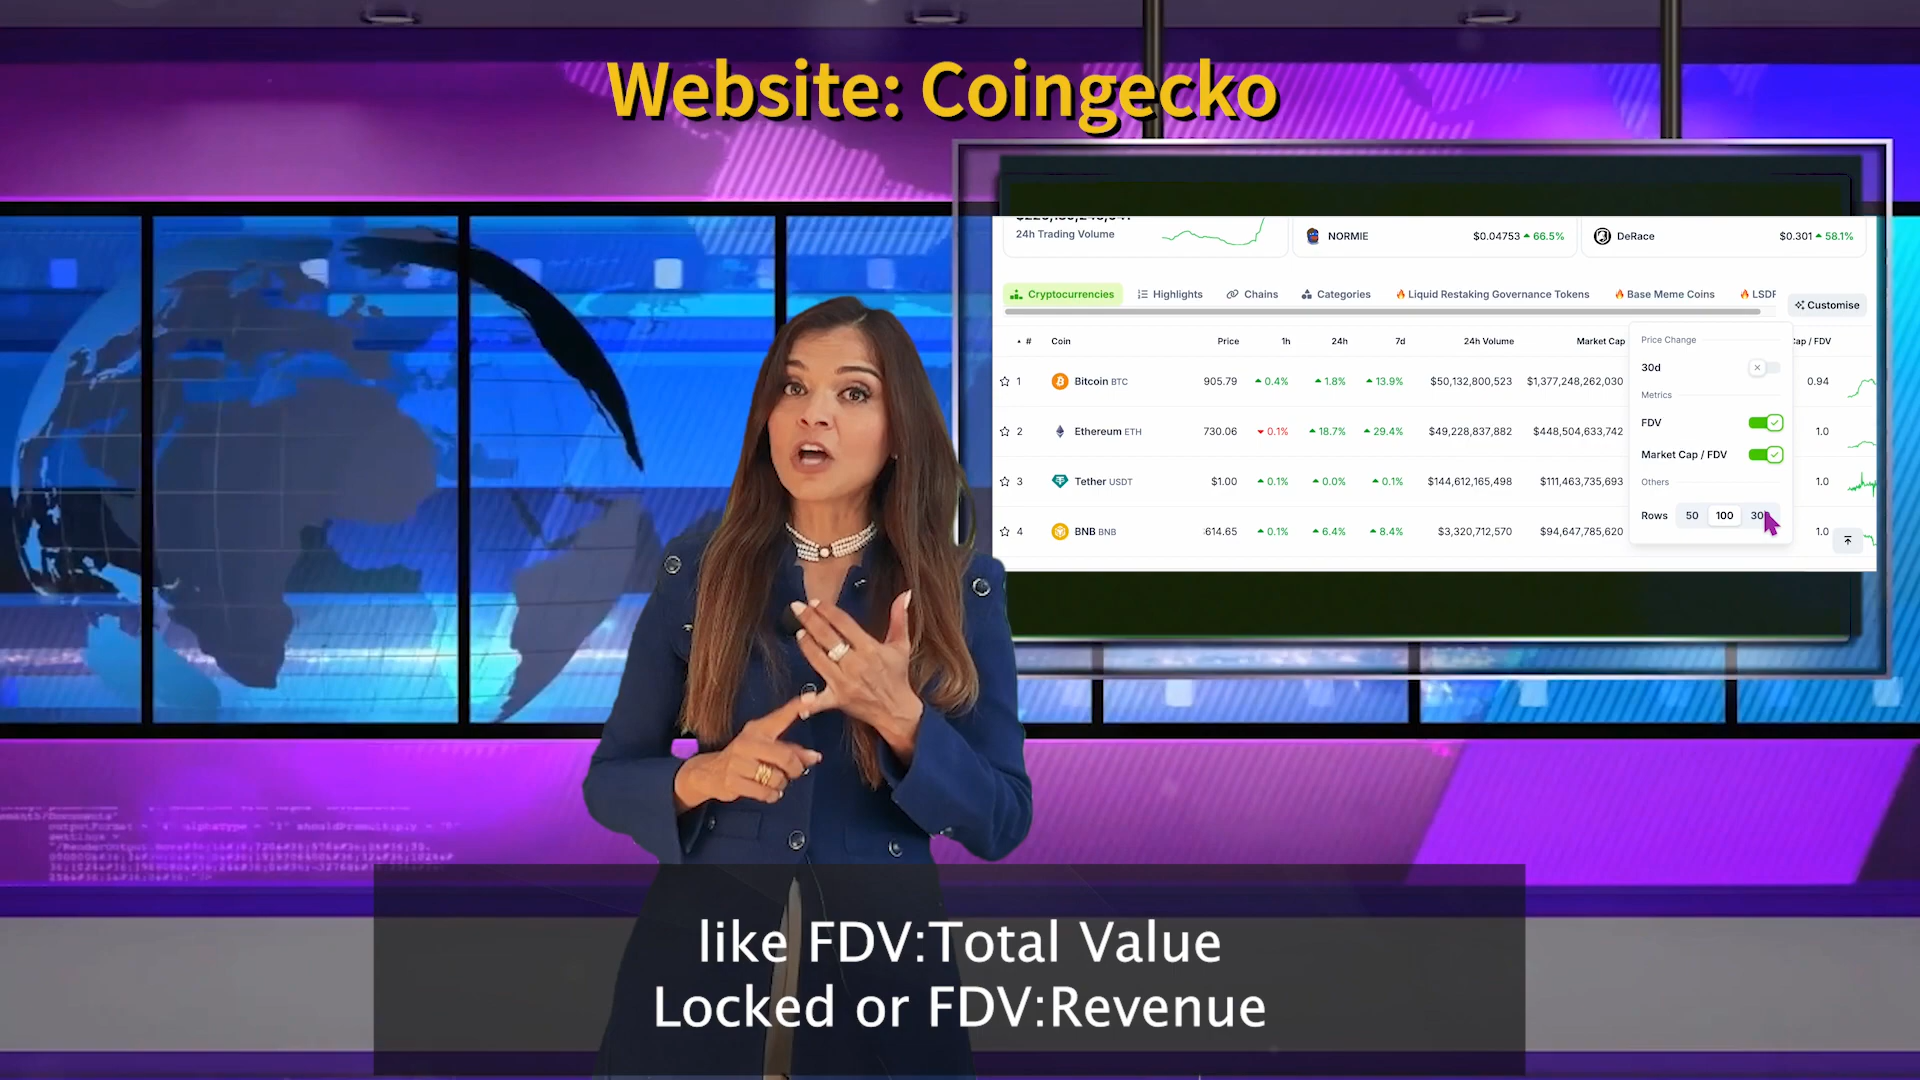 Website: Coingecko
24h Trading Volume
NORMIE $0.04753 66.5%
DeRace $0.301 58.1%
Cryptocurrencies Highlights Chains Categories Liquid Restaking Governance Tokens Base Meme Coins LSDF
Customise
# Coin Price 1h 24h 7d 24h Volume Market Cap Cap / FDV
1 Bitcoin BTC 905.79 0.4% 1.8% 13.9% $50,132,800,523 $1,377,248,262,030 0.94
2 Ethereum ETH 730.06 0.1% 18.7% 29.4% $49,228,837,882 $448,504,633,742 1.0
3 Tether USDT $1.00 0.1% 0.0% 0.1% $144,612,165,498 $111,463,735,693 1.0
4 BNB BNB 614.65 0.1% 6.4% 8.4% $3,320,712,570 $94,647,785,620 1.0
Price Change
30d
Metrics
FDV
Market Cap / FDV
Others
Rows 50 100 300
like FDV:Total Value
Locked or FDV:Revenue